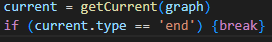 current = getCurrent(graph)
if (current.type == 'end') {break}